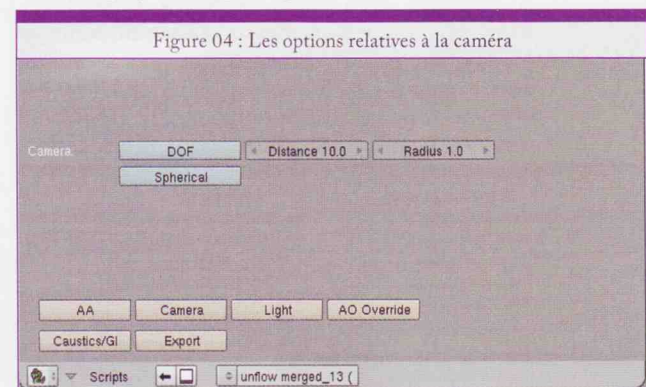 Figure 04 : Les options relatives à la caméra
Camera: DOF Distance 10.0 Radius 1.0
Spherical
AA Camera Light AO Override
Caustics/GI Export
Scripts unflow merged_13 (